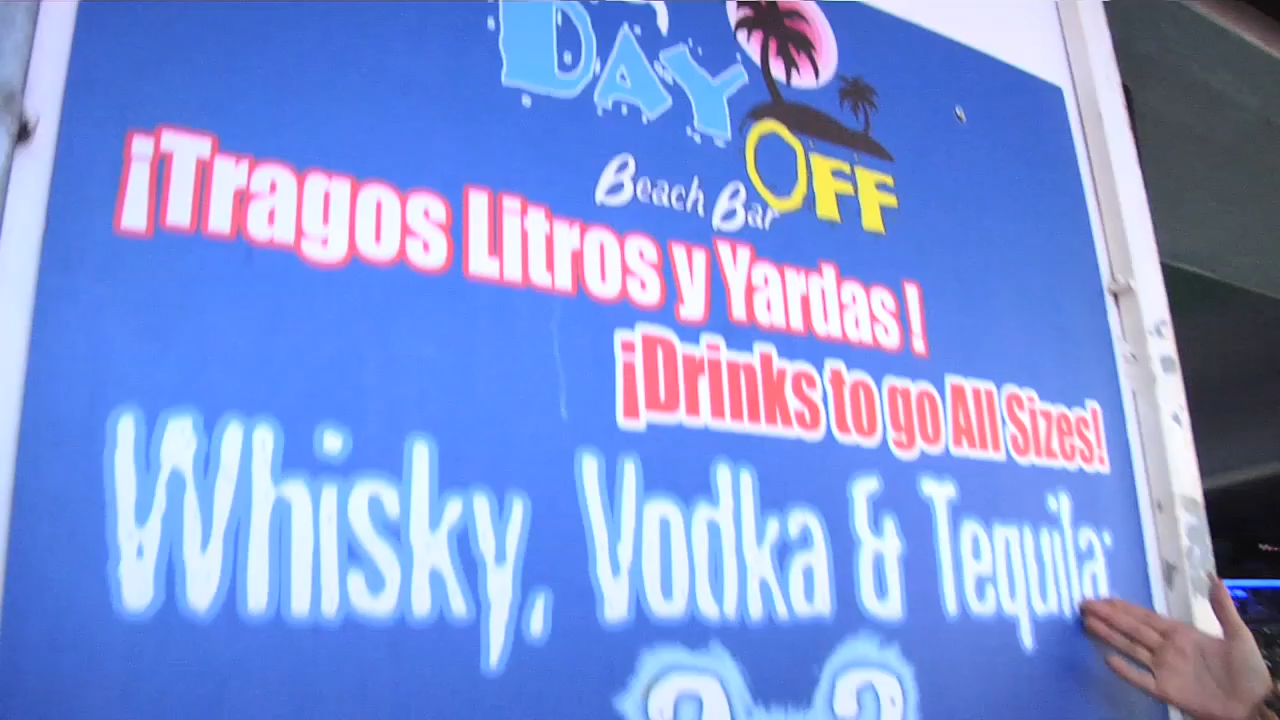 DAY
OFF
Beach Bar
¡Tragos Litros y Yardas!
¡Drinks to go All Sizes!
Whisky, Vodka & Tequila: